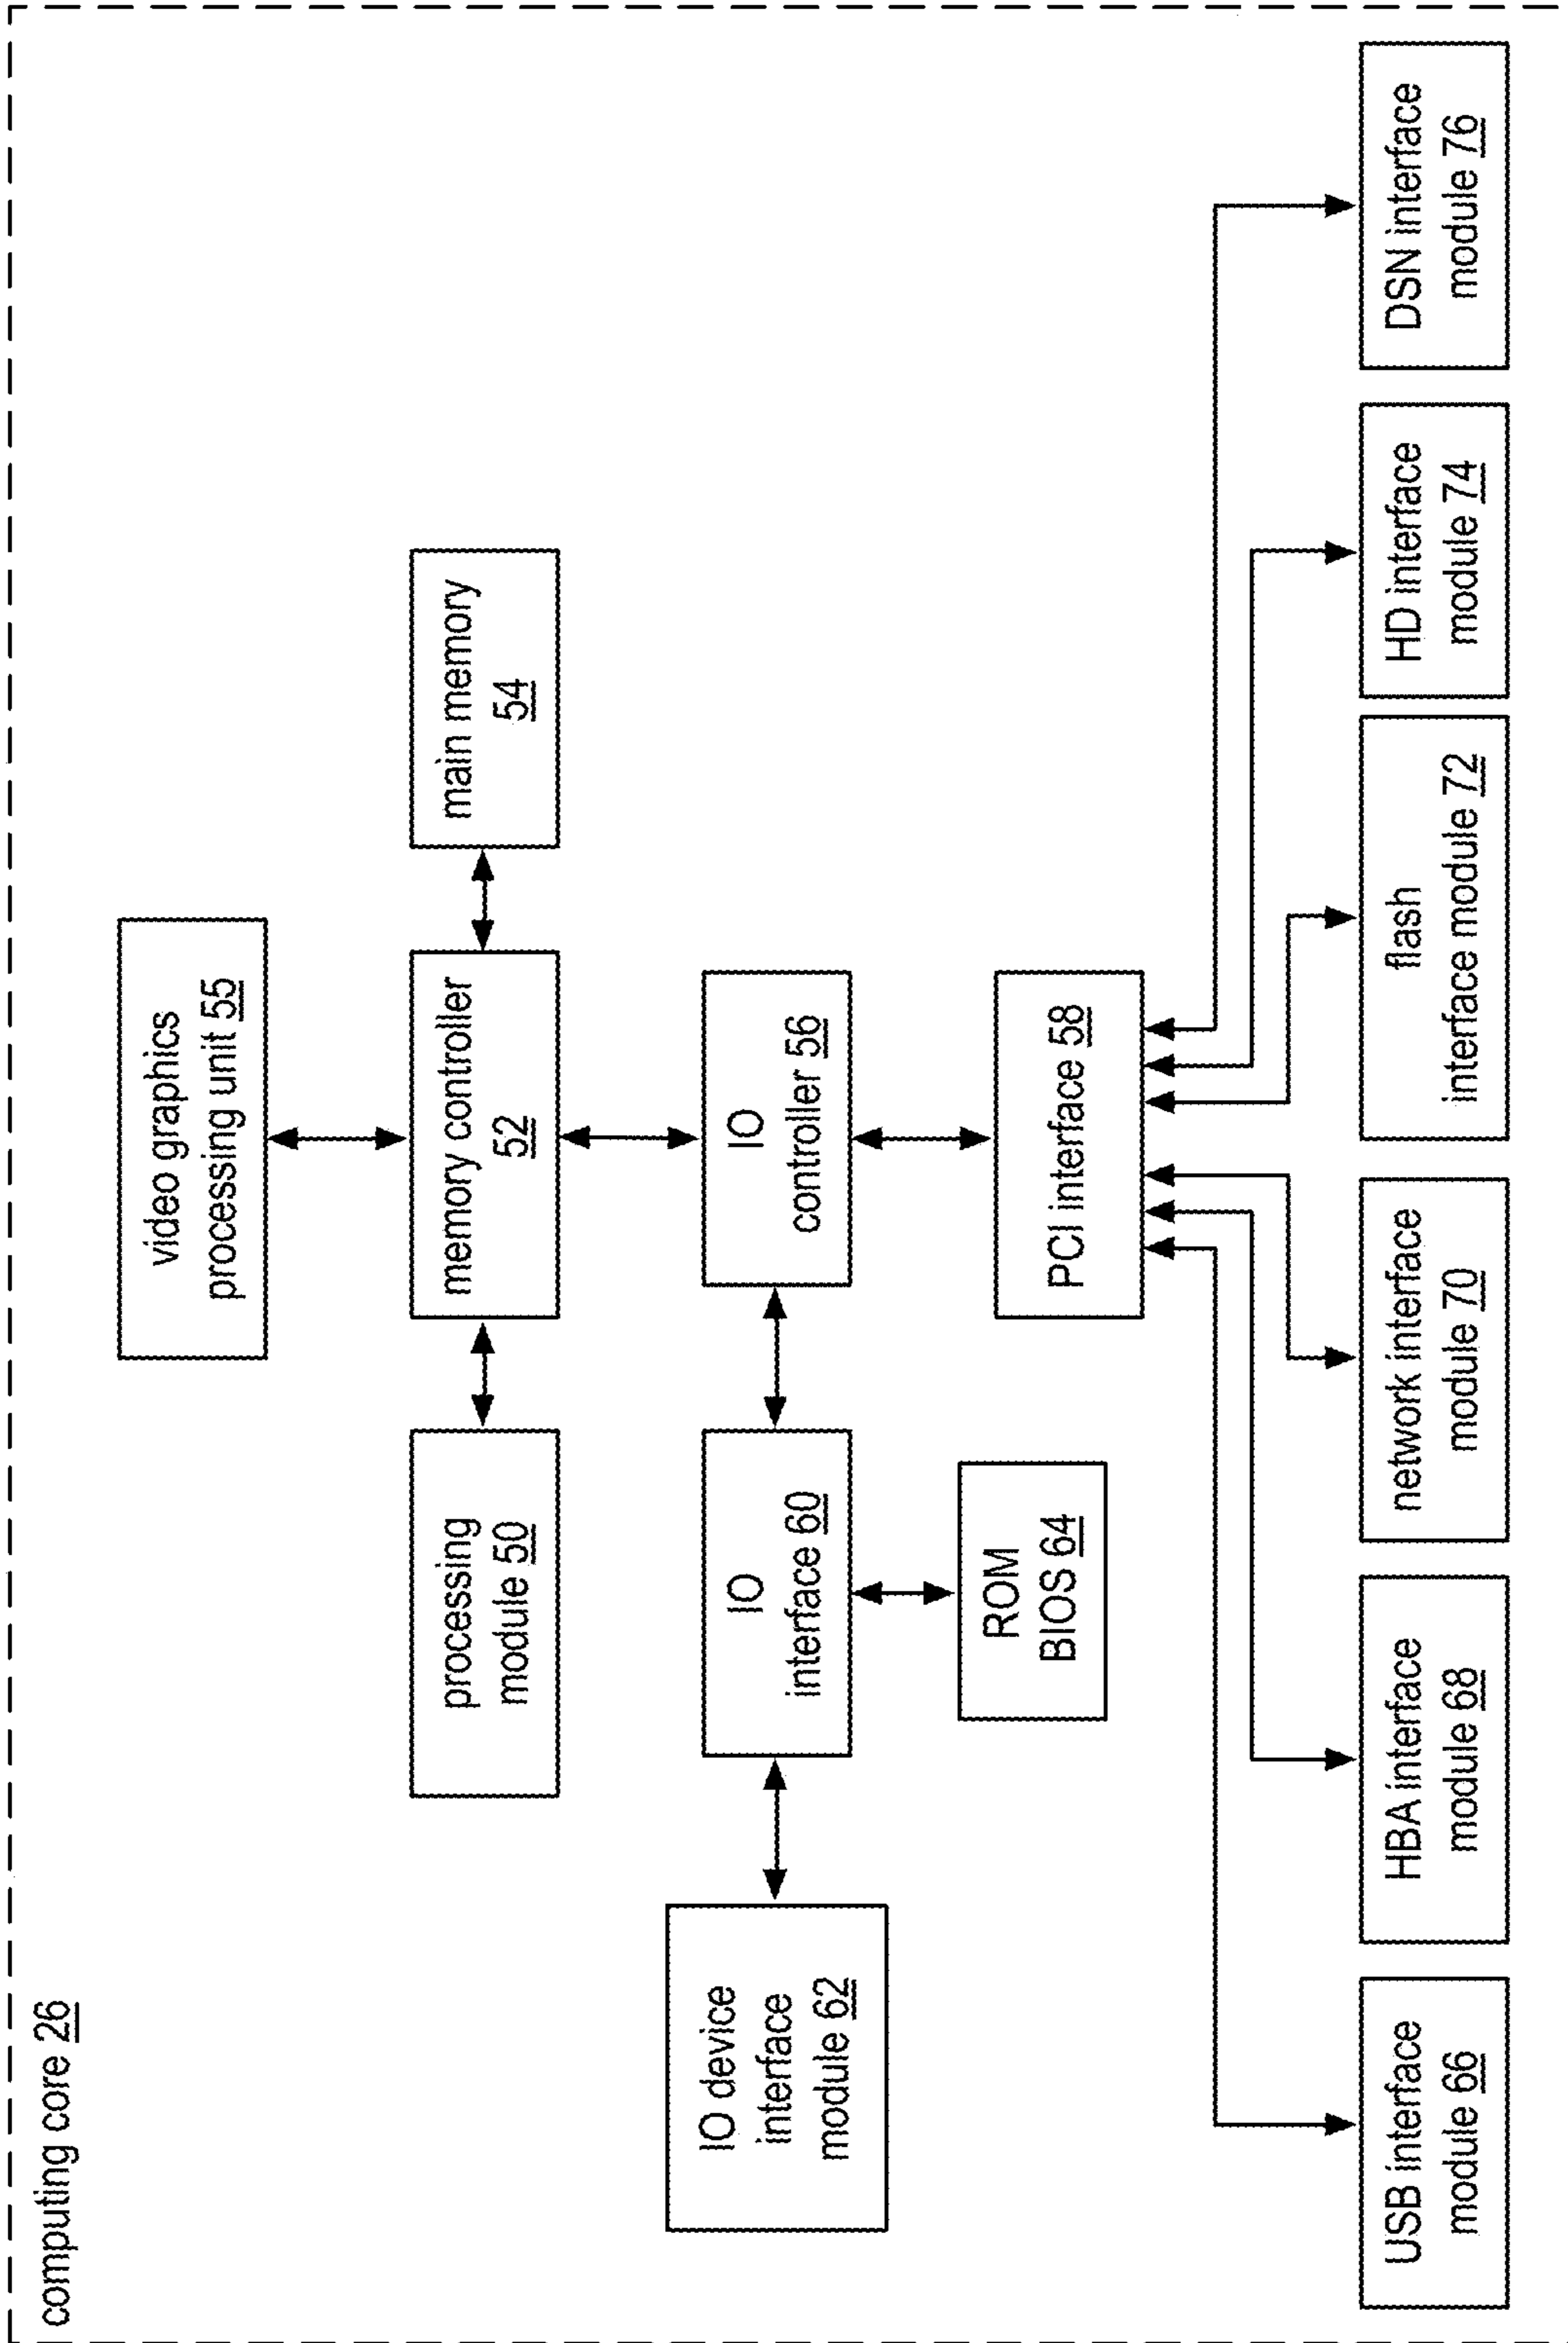 computing core 26
video graphics
processing unit 55
processing
module 50
memory controller
52
main memory
54
IO device
interface
module 62
IO
interface 60
IO
controller 56
ROM
BIOS 64
PCI interface 58
USB interface
module 66
HBA interface
module 68
network interface
module 70
flash
interface module 72
HD interface
module 74
DSN interface
module 76